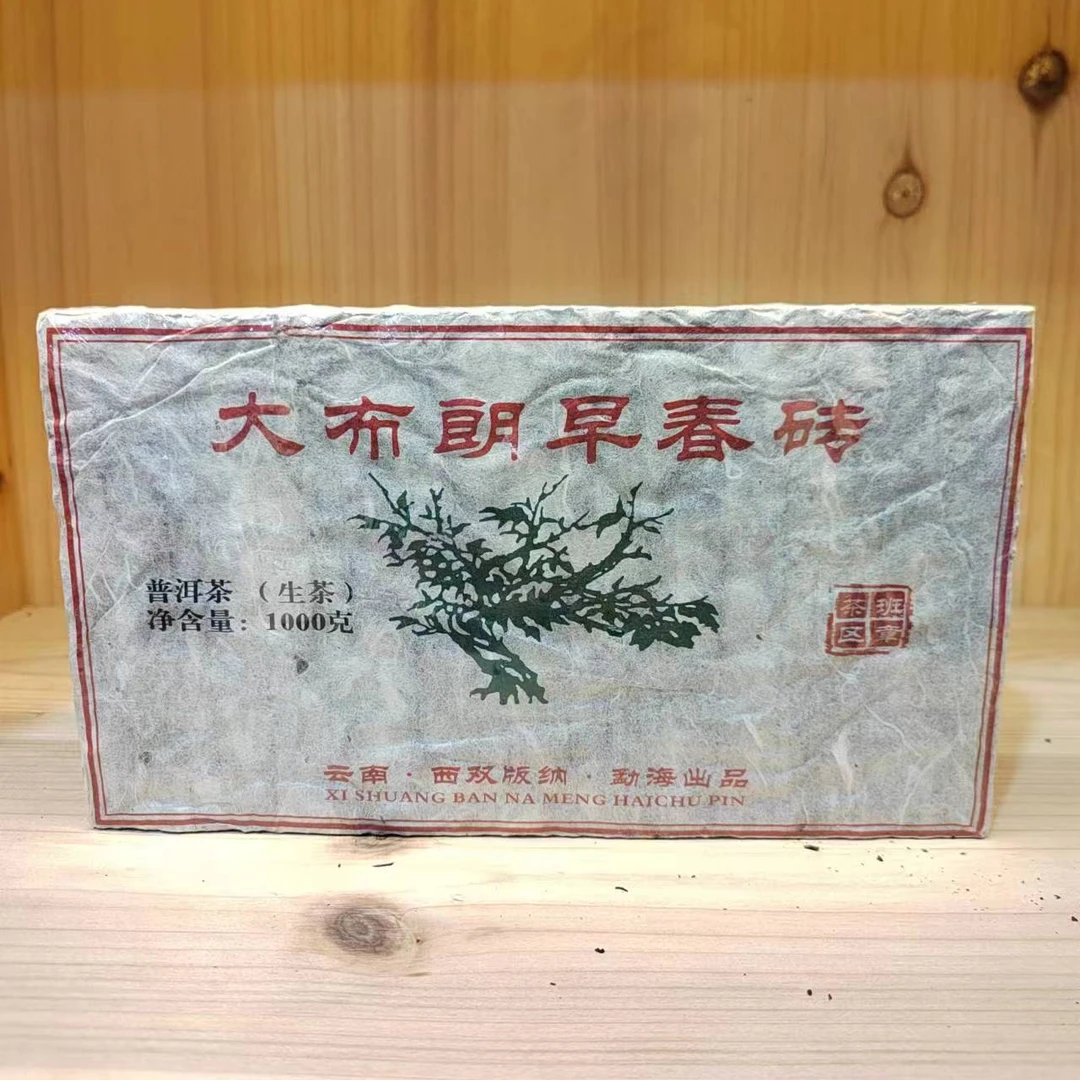 大布朗早春砖
普洱茶 （生茶）
净含量：1000克
班章
茶区
云南·西双版纳·勐海出品
XI SHUANG BAN NA MENG HAICHU PIN